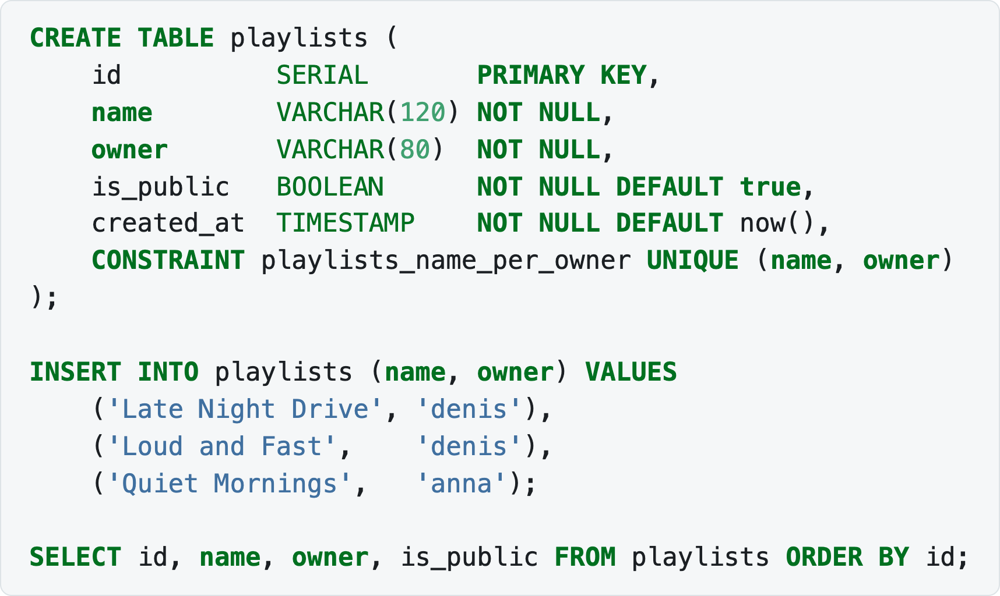 CREATE TABLE playlists (
    id          SERIAL       PRIMARY KEY,
    name        VARCHAR(120) NOT NULL,
    owner       VARCHAR(80)  NOT NULL,
    is_public   BOOLEAN      NOT NULL DEFAULT true,
    created_at  TIMESTAMP    NOT NULL DEFAULT now(),
    CONSTRAINT playlists_name_per_owner UNIQUE (name, owner)
);

INSERT INTO playlists (name, owner) VALUES
    ('Late Night Drive', 'denis'),
    ('Loud and Fast',    'denis'),
    ('Quiet Mornings',   'anna');

SELECT id, name, owner, is_public FROM playlists ORDER BY id;